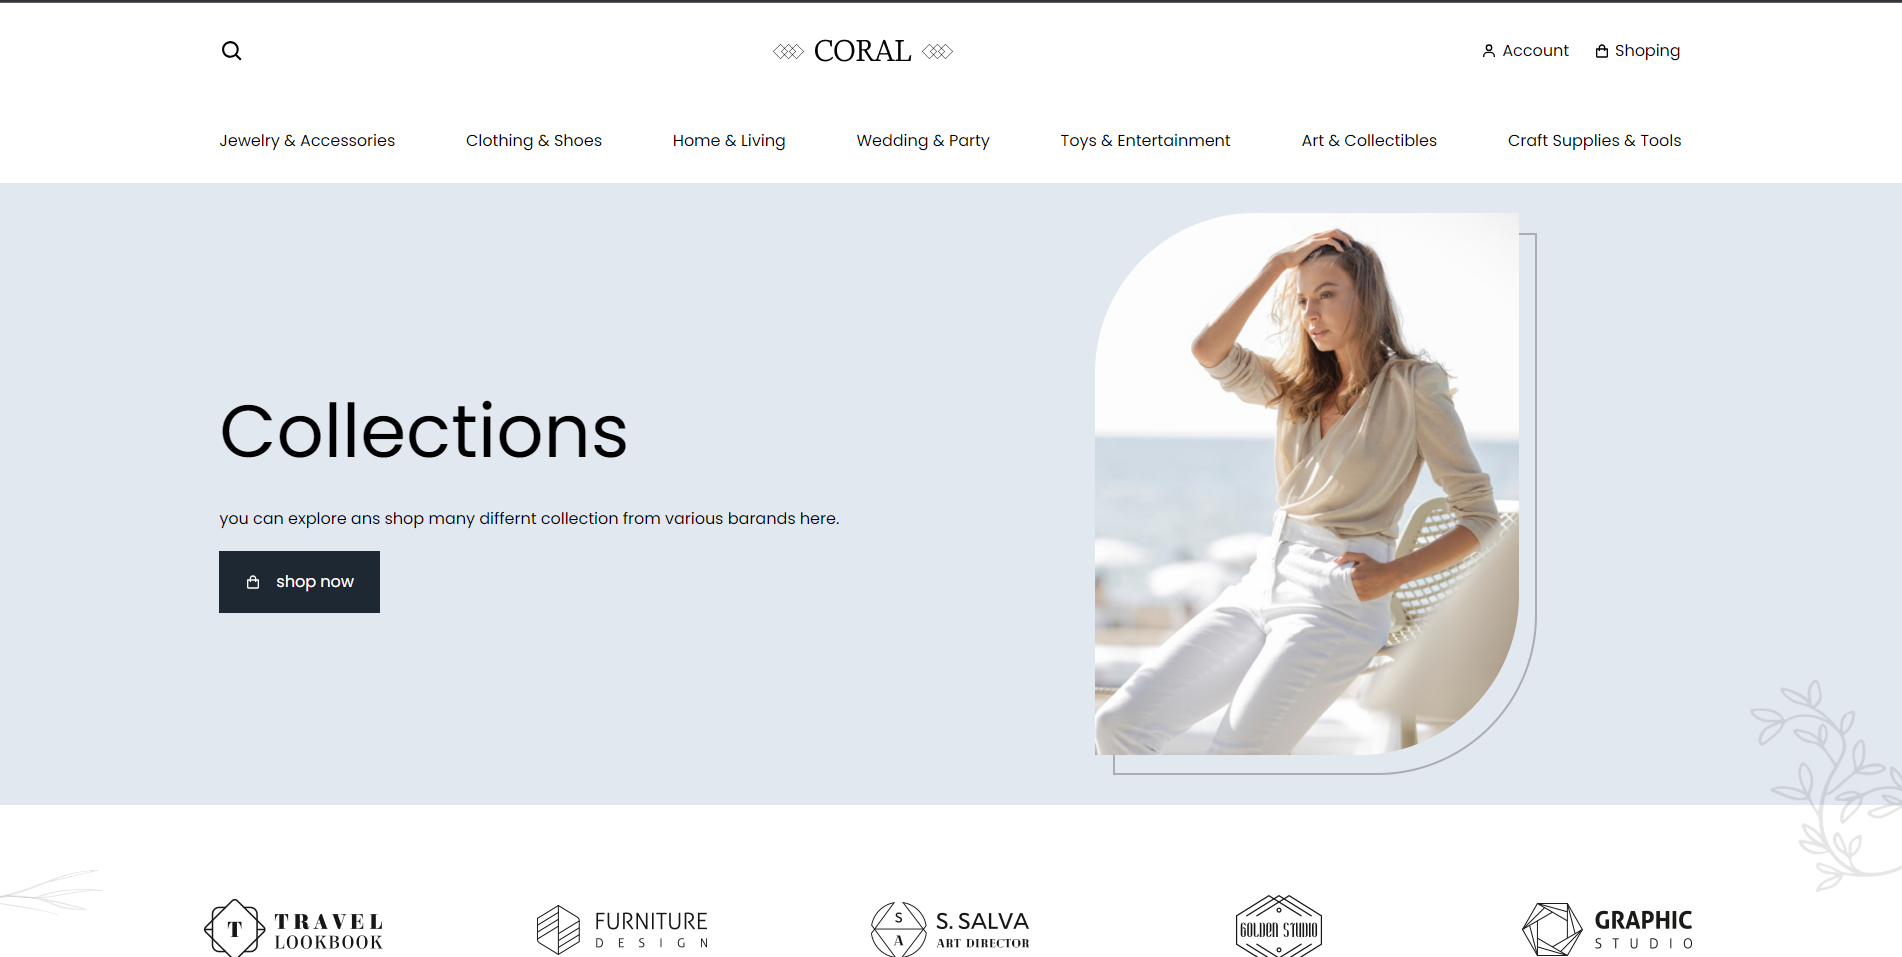 CORAL
Account
Shoping
Jewelry & Accessories
Clothing & Shoes
Home & Living
Wedding & Party
Toys & Entertainment
Art & Collectibles
Craft Supplies & Tools
Collections
you can explore ans shop many differnt collection from various barands here.
shop now
T
TRAVEL
LOOKBOOK
FURNITURE
DESIGN
S
A
S. SALVA
ART DIRECTOR
GOLDEN STUDIO
GRAPHIC
STUDIO